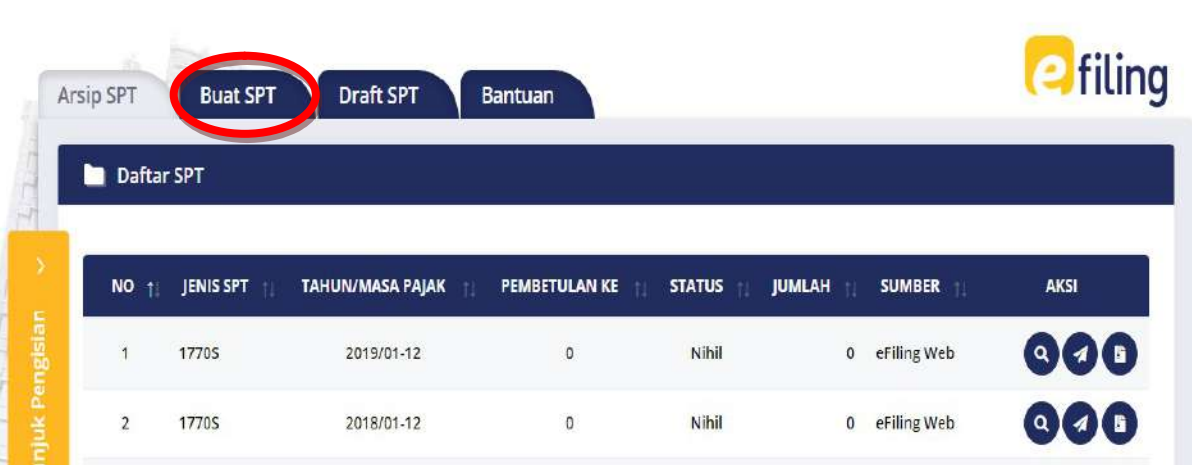 efiling
Arsip SPT Buat SPT Draft SPT Bantuan
Daftar SPT
NO JENIS SPT TAHUN/MASA PAJAK PEMBETULAN KE STATUS JUMLAH SUMBER AKSI
1 1770S 2019/01-12 0 Nihil 0 eFiling Web
2 1770S 2018/01-12 0 Nihil 0 eFiling Web
njuk Pengisian